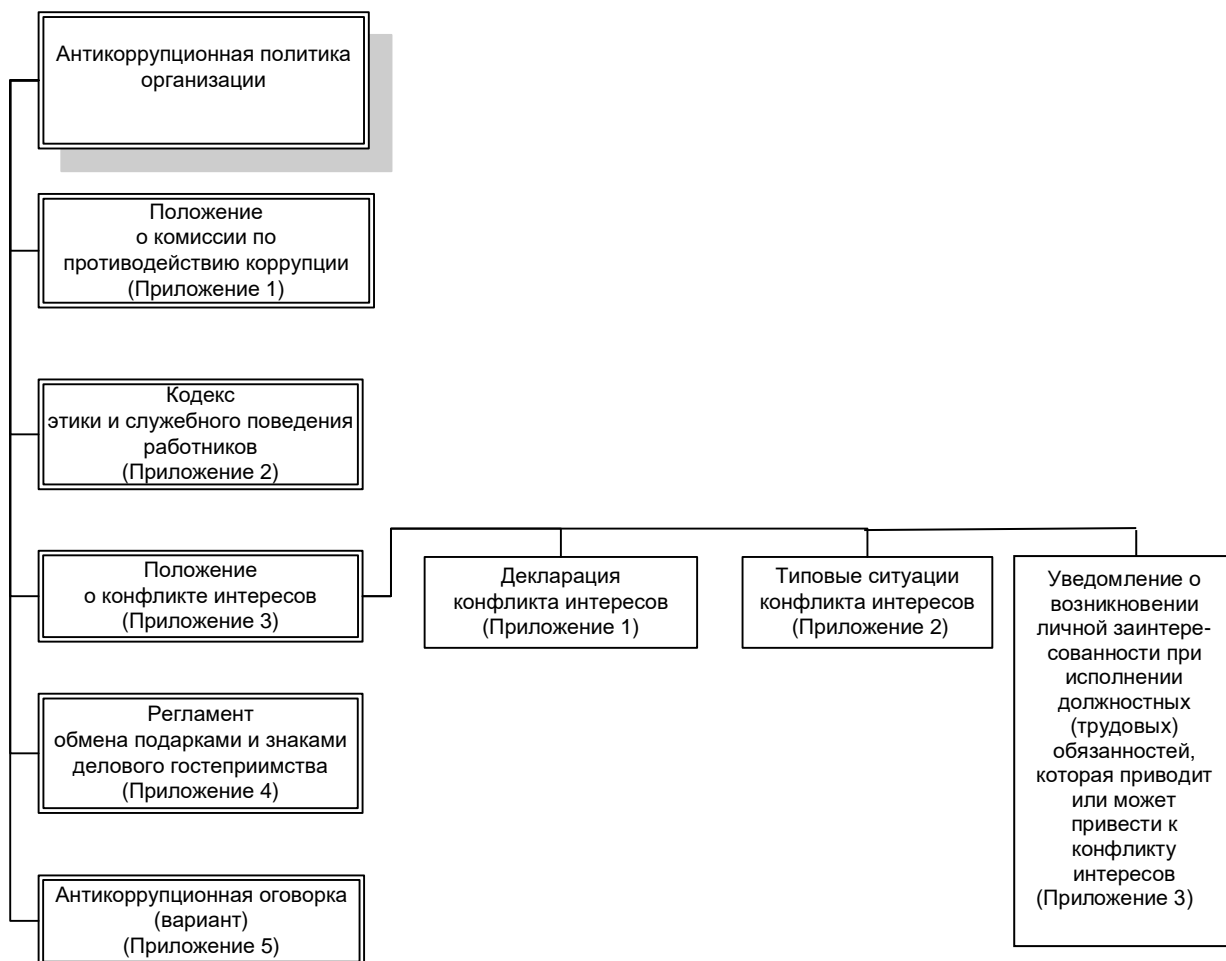 Антикоррупционная политика
организации
Положение
о комиссии по
противодействию коррупции
(Приложение 1)
Кодекс
этики и служебного поведения
работников
(Приложение 2)
Положение
о конфликте интересов
(Приложение 3)
Декларация
конфликта интересов
(Приложение 1)
Типовые ситуации
конфликта интересов
(Приложение 2)
Уведомление о
возникновении
личной заинтере-
сованности при
исполнении
должностных
(трудовых)
обязанностей,
которая приводит
или может
привести к
конфликту
интересов
(Приложение 3)
Регламент
обмена подарками и знаками
делового гостеприимства
(Приложение 4)
Антикоррупционная оговорка
(вариант)
(Приложение 5)